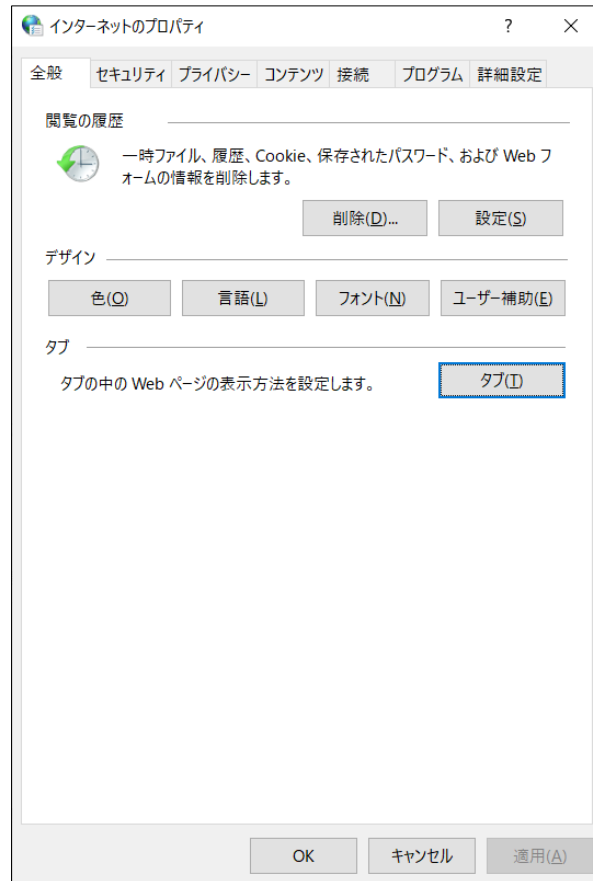 インターネットのプロパティ ?
全般 セキュリティ プライバシー コンテンツ 接続 プログラム 詳細設定
閲覧の履歴
一時ファイル、履歴、Cookie、保存されたパスワード、および Web フ
ォームの情報を削除します。
削除(D)... 設定(S)
デザイン
色(O) 言語(L) フォント(N) ユーザー補助(E)
タブ
タブの中の Web ページの表示方法を設定します。 タブ(T)
OK キャンセル 適用(A)